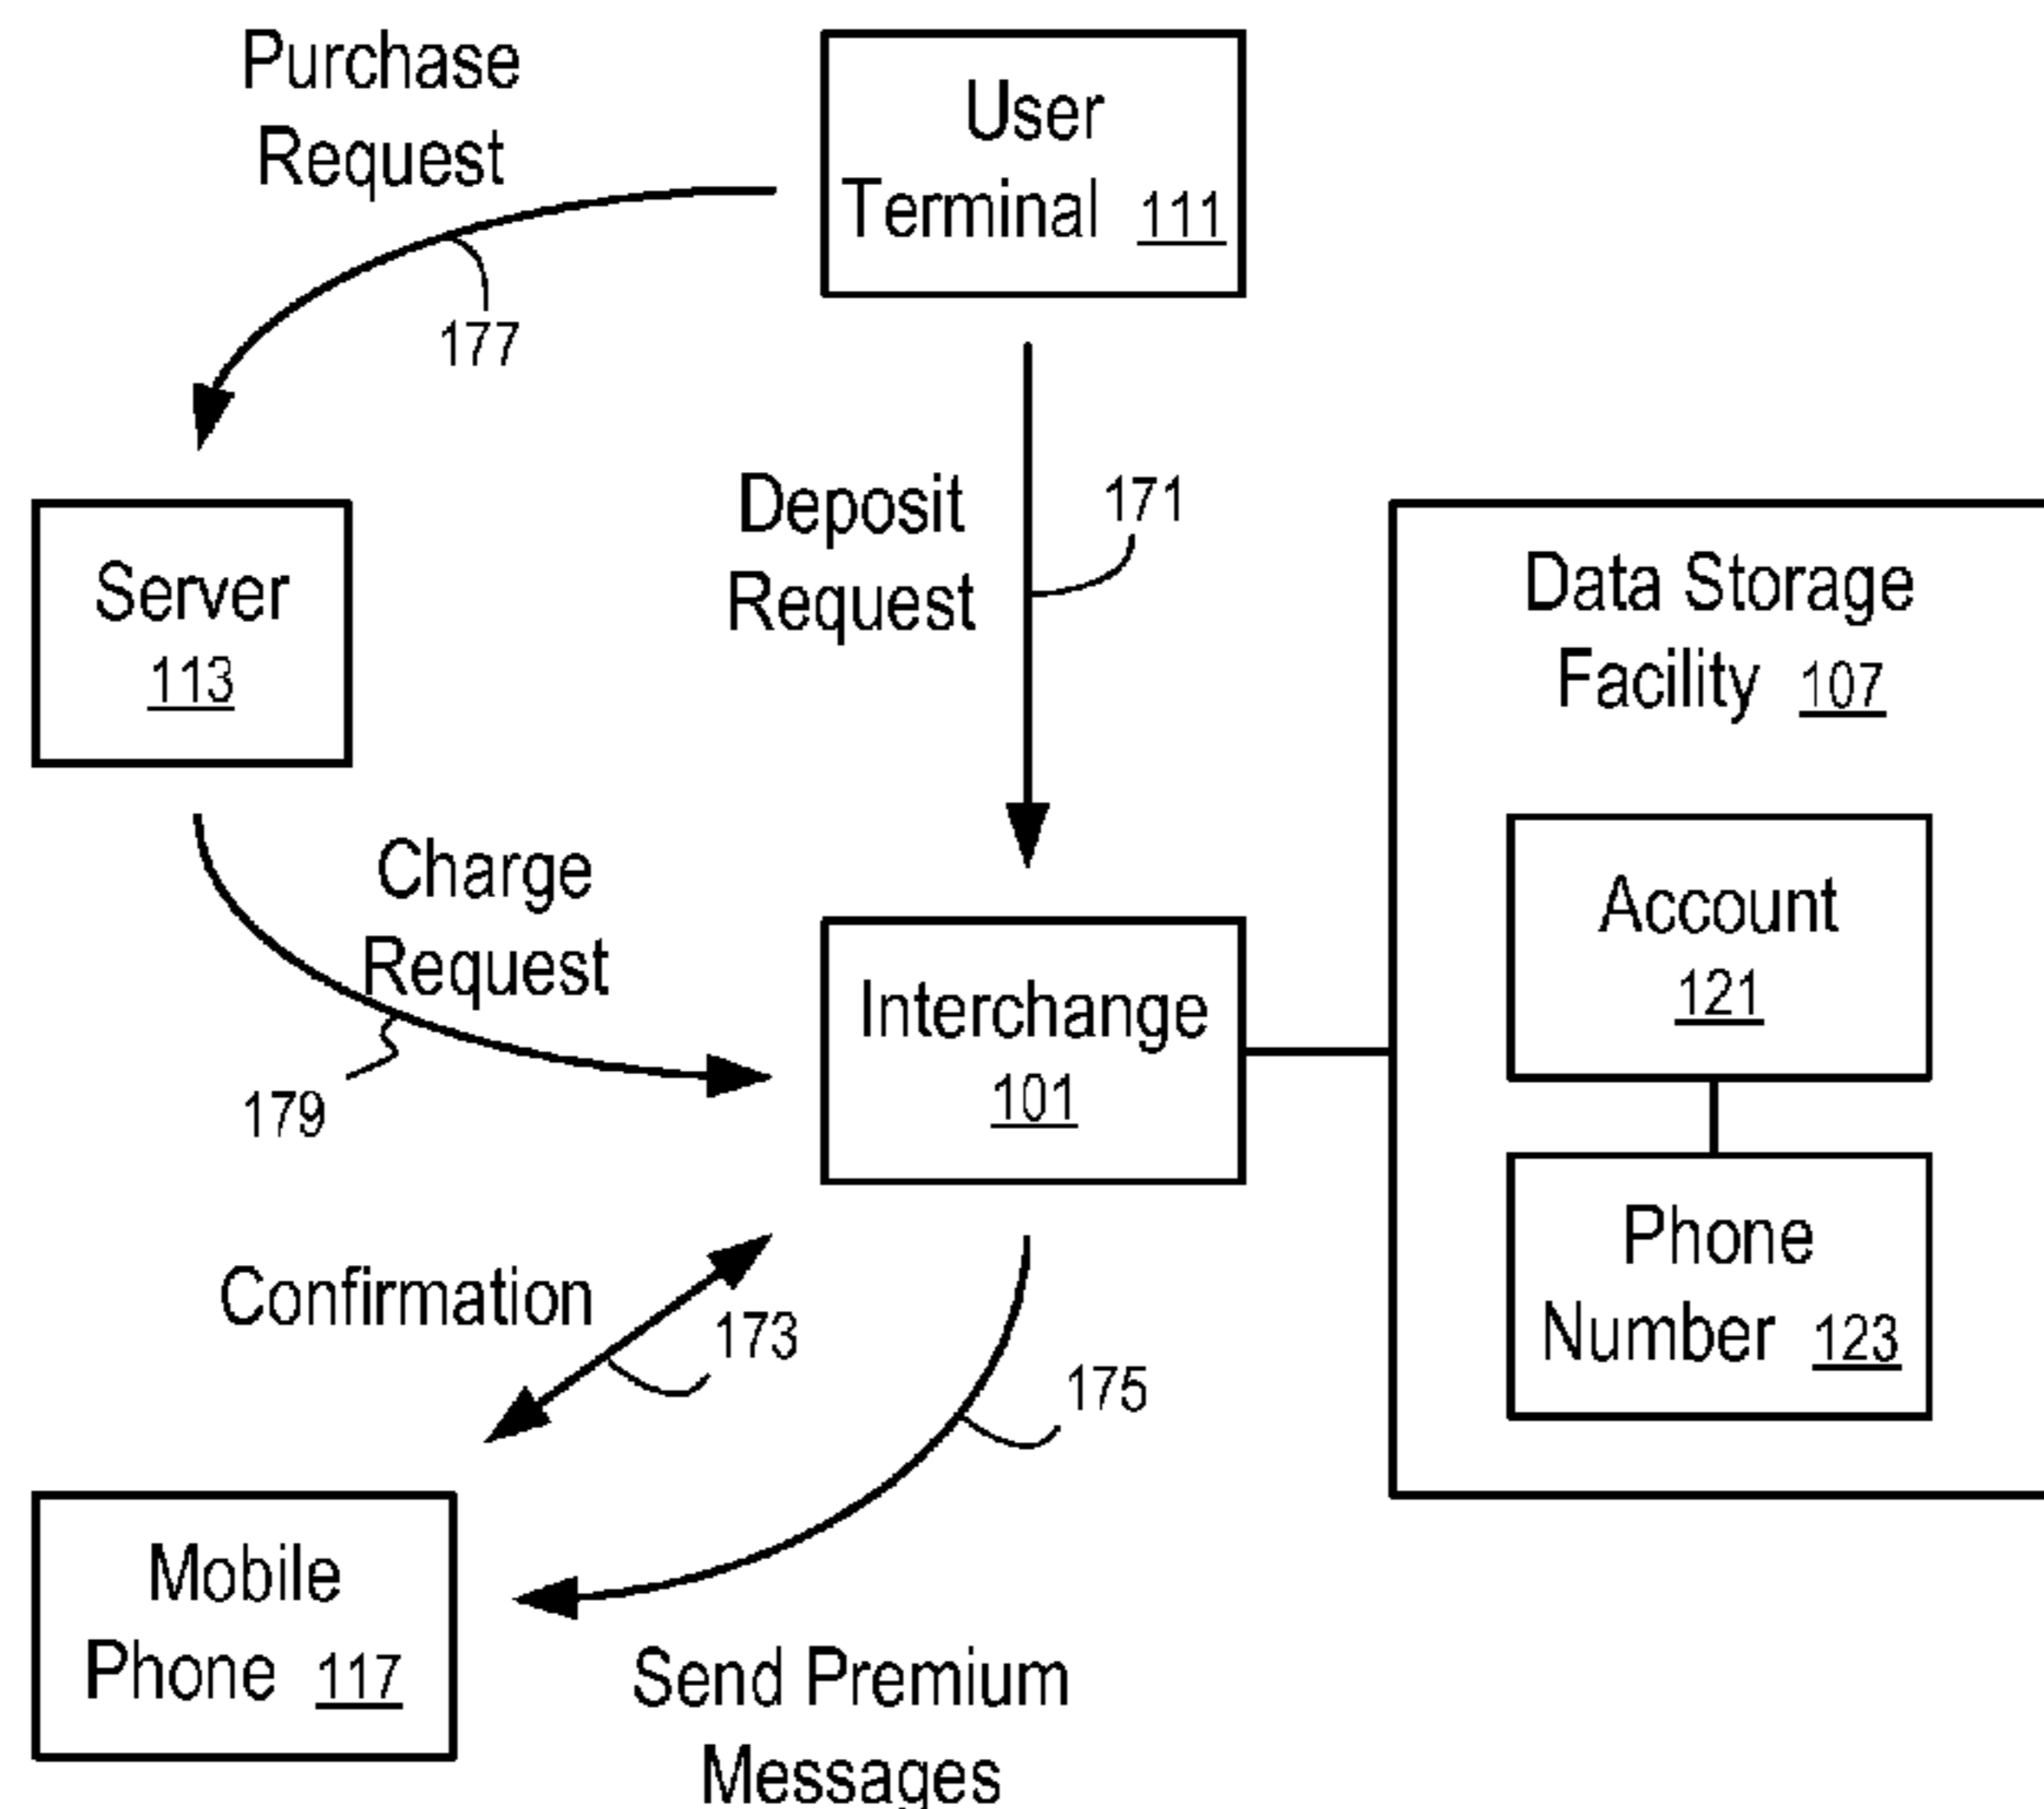 Purchase
Request
177
User
Terminal 111
Deposit
Request
171
Server
113
Data Storage
Facility 107
Charge
Request
179
Account
121
Interchange
101
Phone
Number 123
Confirmation
173
175
Mobile
Phone 117
Send Premium
Messages